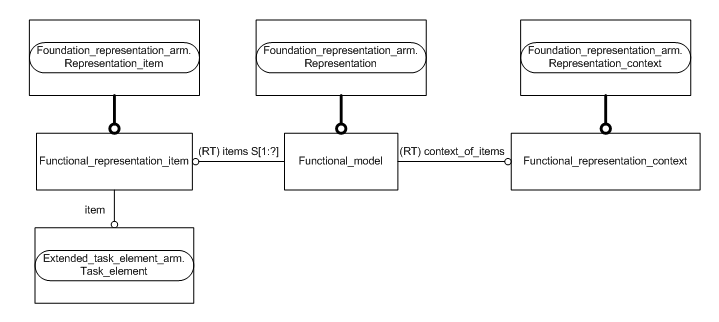 Foundation_representation_arm.
Representation_item
Foundation_representation_arm.
Representation
Foundation_representation_arm.
Representation_context
Functional_representation_item
(RT) items S[1:?]
Functional_model
(RT) context_of_items
Functional_representation_context
item
Extended_task_element_arm.
Task_element